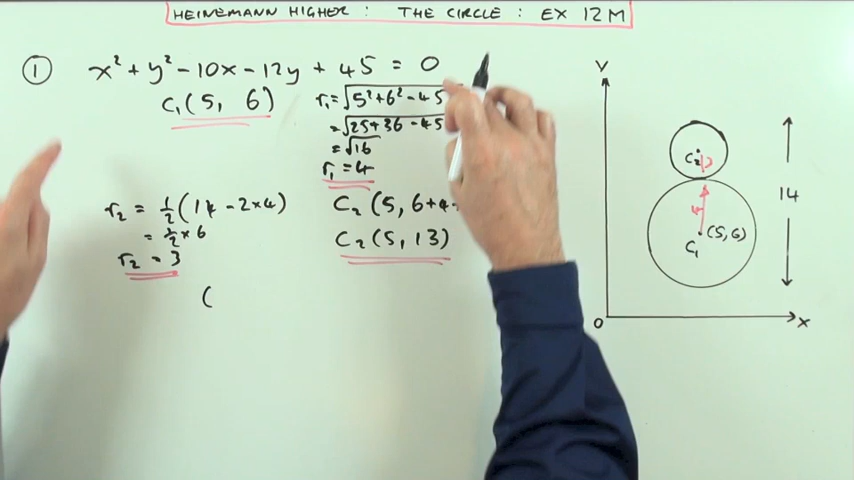 HEINEMANN HIGHER : THE CIRCLE : EX 12M
① x² + y² - 10x - 12y + 45 = 0
C₁(5, 6)
r₁ = √5² + 6² - 45
= √25 + 36 - 45
= √16
r₁ = 4
r₂ = ½(14 - 2×4)
= ½ × 6
r₂ = 3
C₂(5, 6+4
C₂(5, 13)
(
Y
C₂
3
14
4
(5, 6)
C₁
O
X